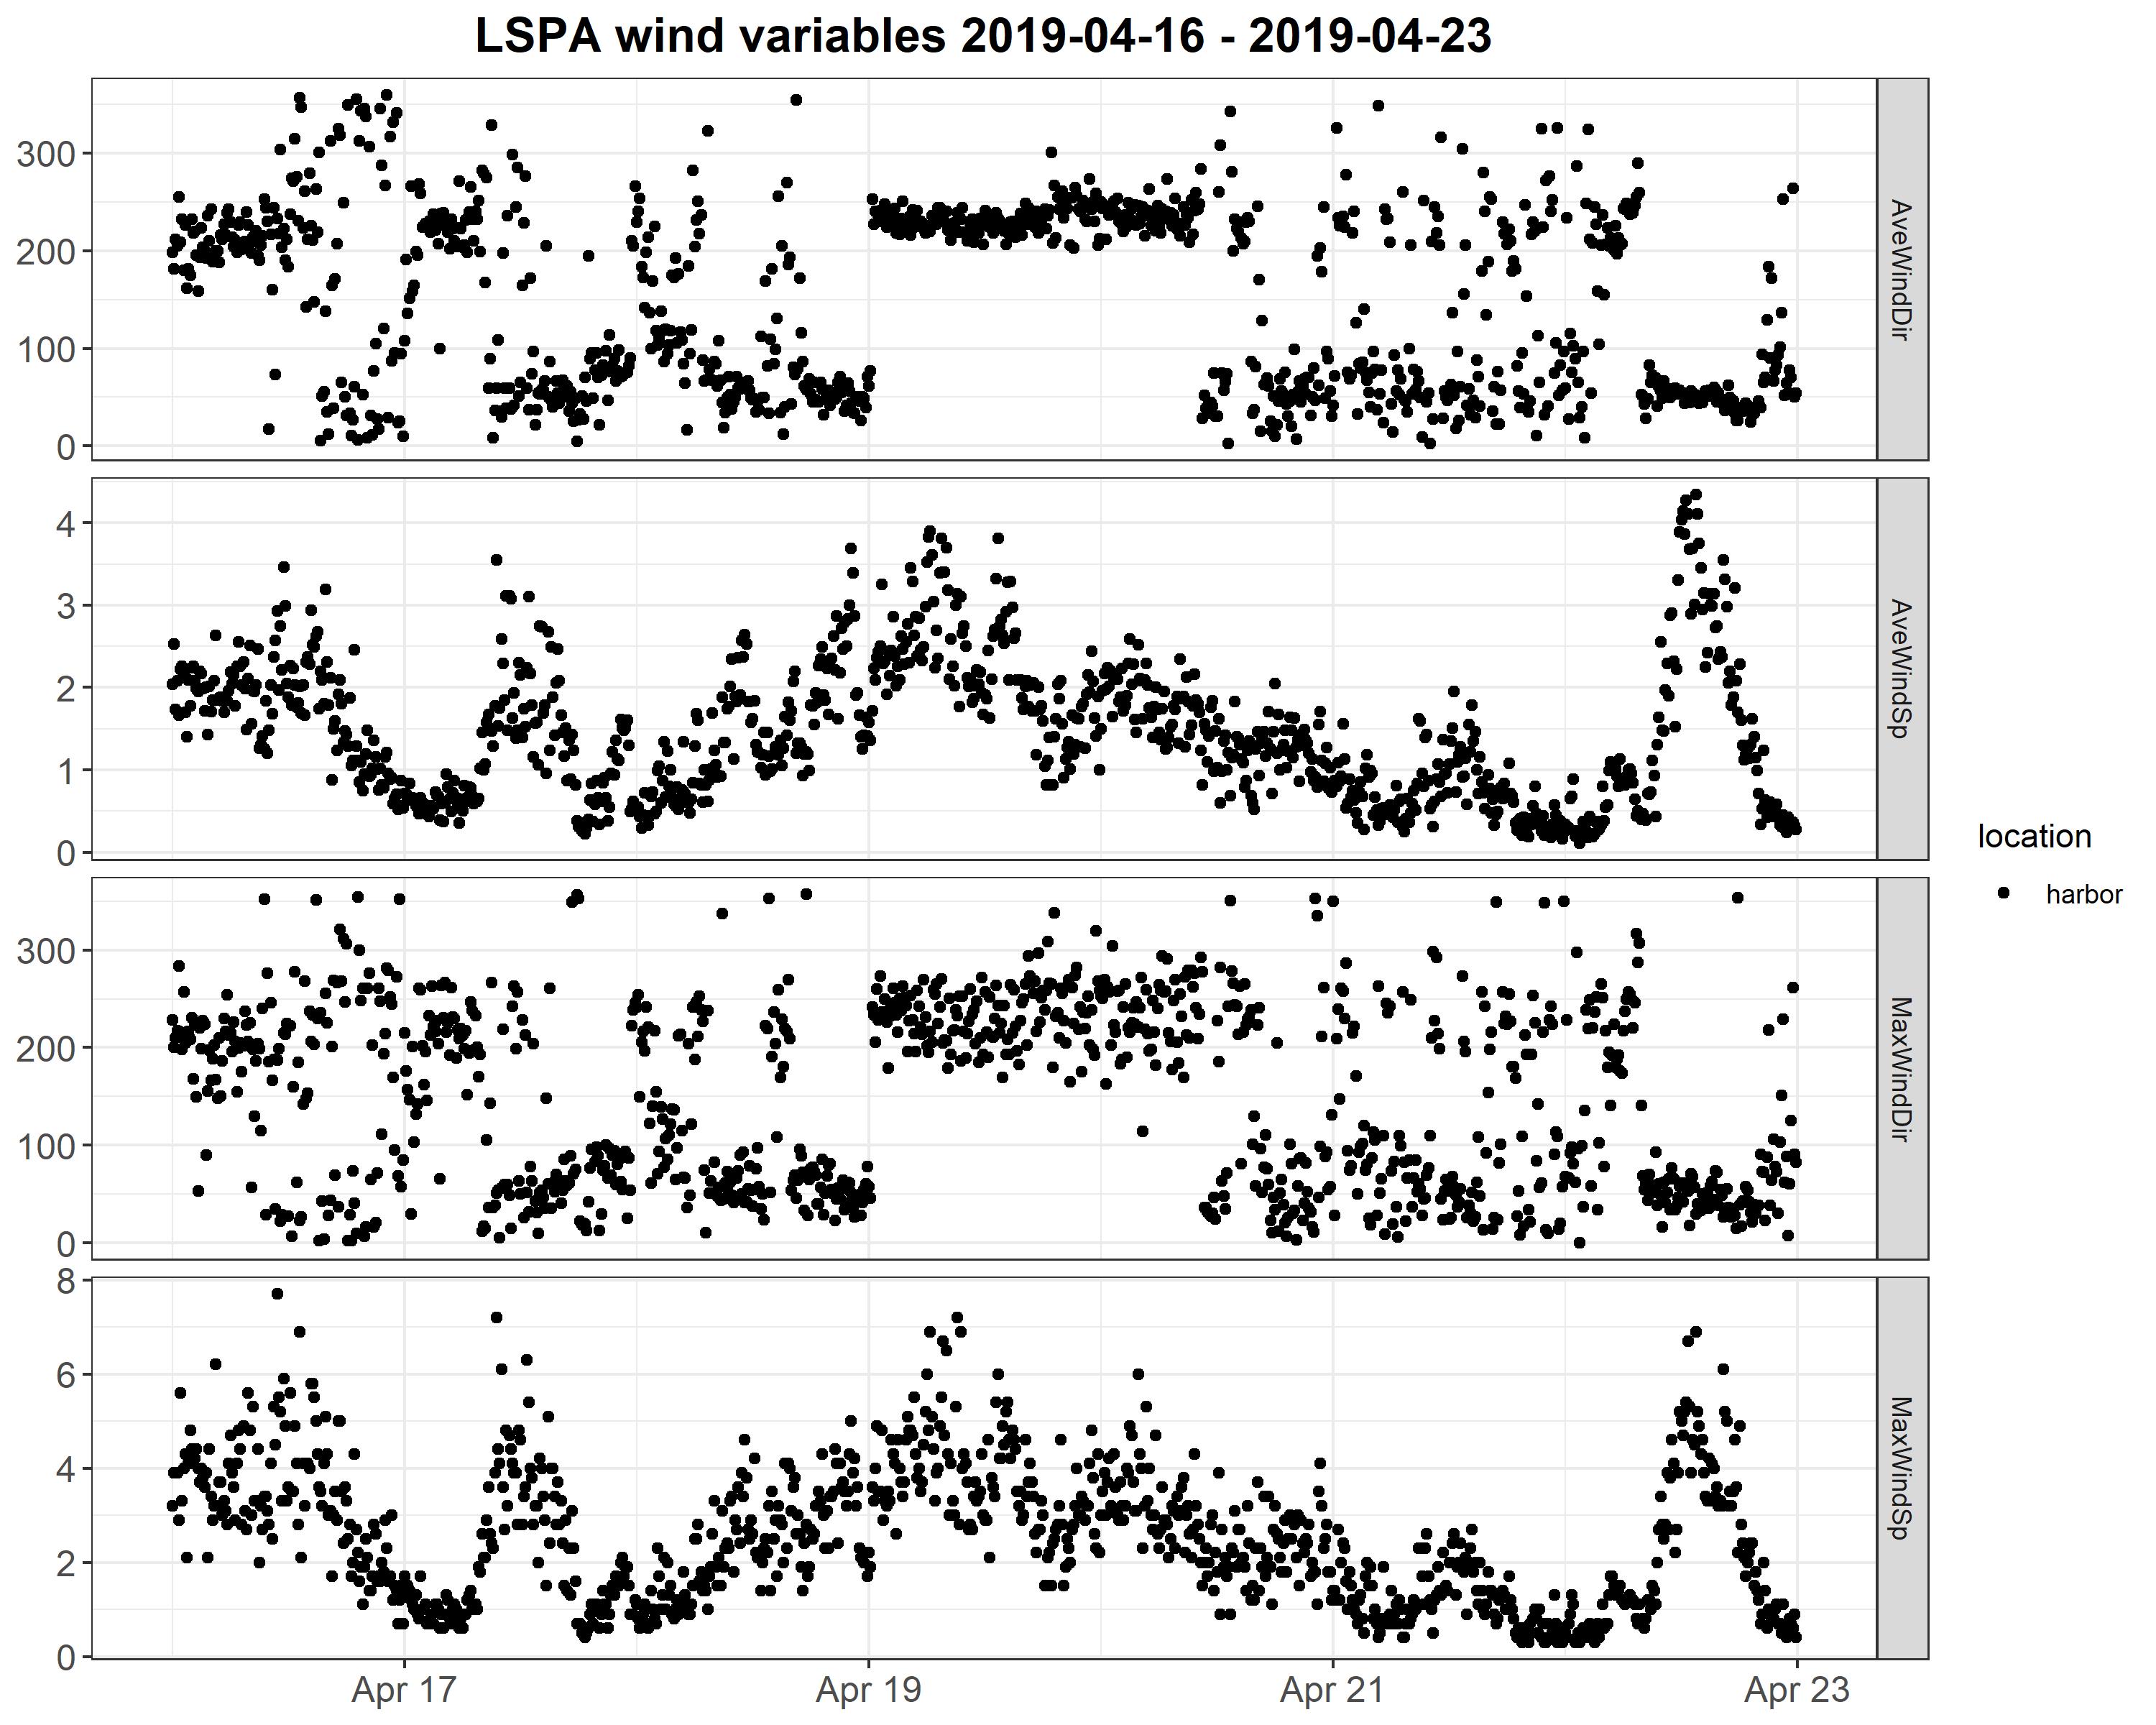 LSPA wind variables 2019-04-16 - 2019-04-23
300
200
100
0
AveWindDir
4
3
2
1
0
AveWindSp
300
200
100
0
MaxWindDir
8
6
4
2
0
MaxWindSp
Apr 17
Apr 19
Apr 21
Apr 23
location
harbor